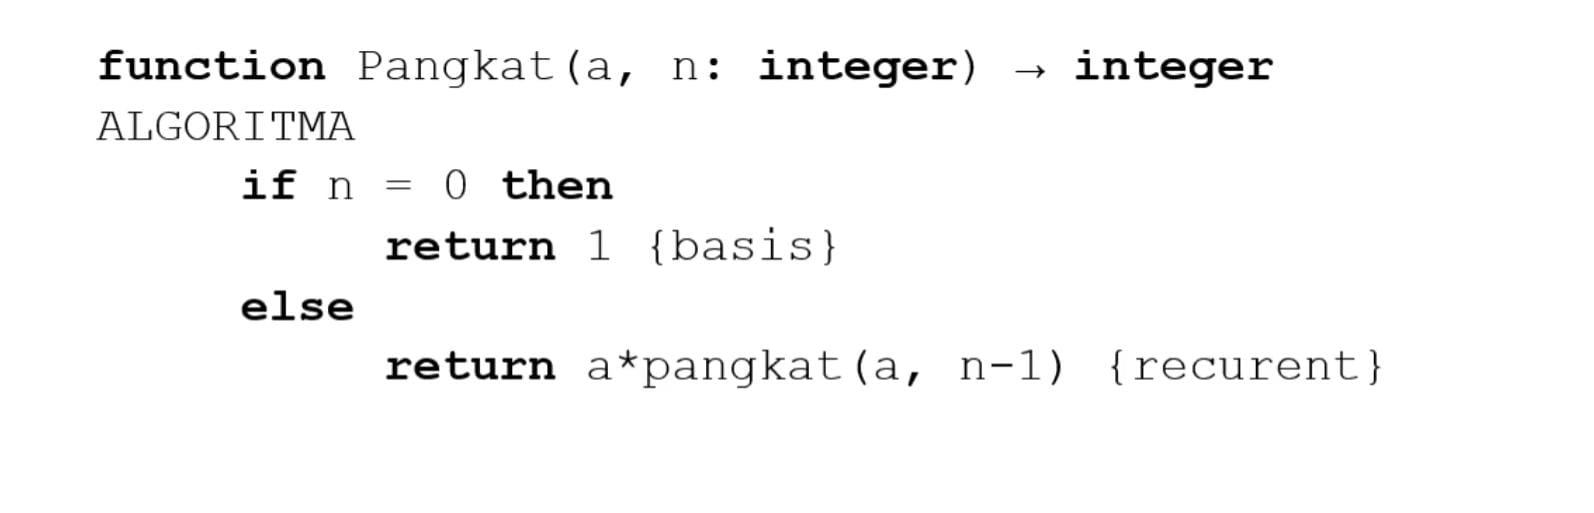 function Pangkat(a, n: integer) → integer
ALGORITMA
if n = 0 then
return 1 {basis}
else
return a*pangkat(a, n-1) {recurent}